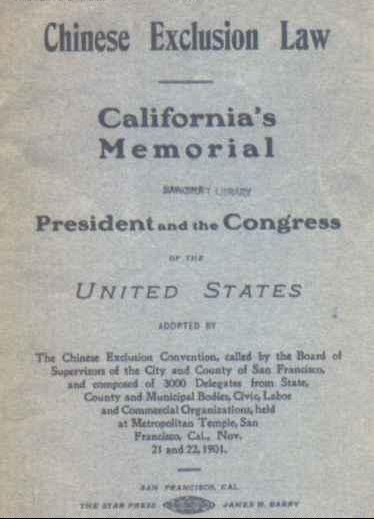 Chinese Exclusion Law
California's
Memorial
BANCROFT LIBRARY
President and the Congress
OF THE
UNITED STATES
ADOPTED BY
The Chinese Exclusion Convention, called by the Board of
Supervisors of the City and County of San Francisco,
and composed of 3000 Delegates from State,
County and Municipal Bodies, Civic, Labor
and Commercial Organizations, held
at Metropolitan Temple, San
Francisco, Cal., Nov.
21 and 22, 1901.
SAN FRANCISCO, CAL.
THE STAR PRESS JAMES H. BARRY